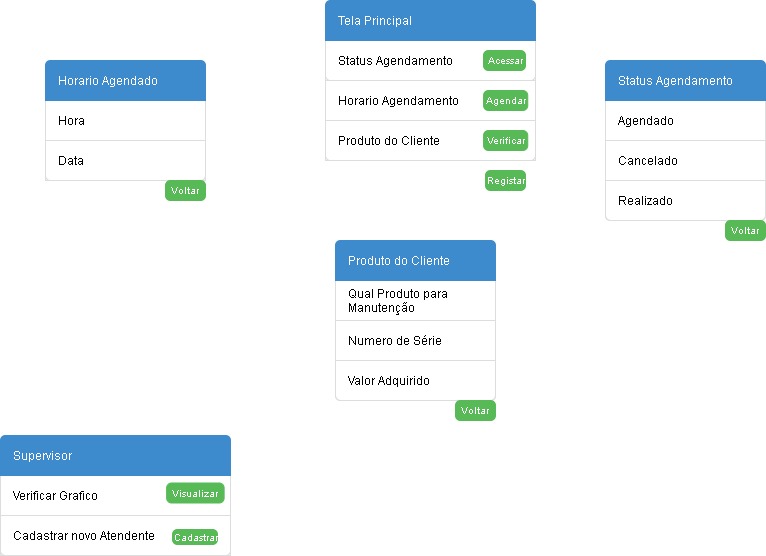 Tela Principal
Status Agendamento Acessar
Horario Agendamento Agendar
Produto do Cliente Verificar
Registar
Horario Agendado
Hora
Data
Voltar
Status Agendamento
Agendado
Cancelado
Realizado
Voltar
Produto do Cliente
Qual Produto para
Manutenção
Numero de Série
Valor Adquirido
Voltar
Supervisor
Verificar Grafico Visualizar
Cadastrar novo Atendente Cadastrar